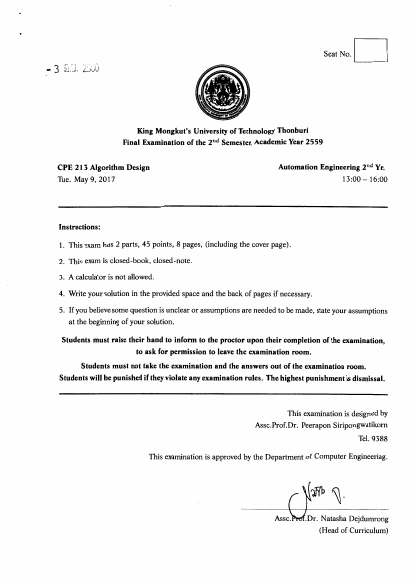 Seat No.
- 3
King Mongkut's University of Technology Thonburi
Final Examination of the 2nd Semester, Academic Year 2559
CPE 213 Algorithm Design
Automation Engineering 2nd Yr.
Tue. May 9, 2017
13:00 – 16:00
Instructions:
1. This exam has 2 parts, 45 points, 8 pages, (including the cover page).
2. This exam is closed-book, closed-note.
3. A calculator is not allowed.
4. Write your solution in the provided space and the back of pages if necessary.
5. If you believe some question is unclear or assumptions are needed to be made, state your assumptions
at the beginning of your solution.
Students must raise their hand to inform to the proctor upon their completion of the examination,
to ask for permission to leave the examination room.
Students must not take the examination and the answers out of the examination room.
Students will be punished if they violate any examination rules. The highest punishment is dismissal.
This examination is designed by
Assc.Prof.Dr. Peerapon Siripongwutikorn
Tel. 9388
This examination is approved by the Department of Computer Engineering.
Assc.Prof.Dr. Natasha Dejdumrong
(Head of Curriculum)